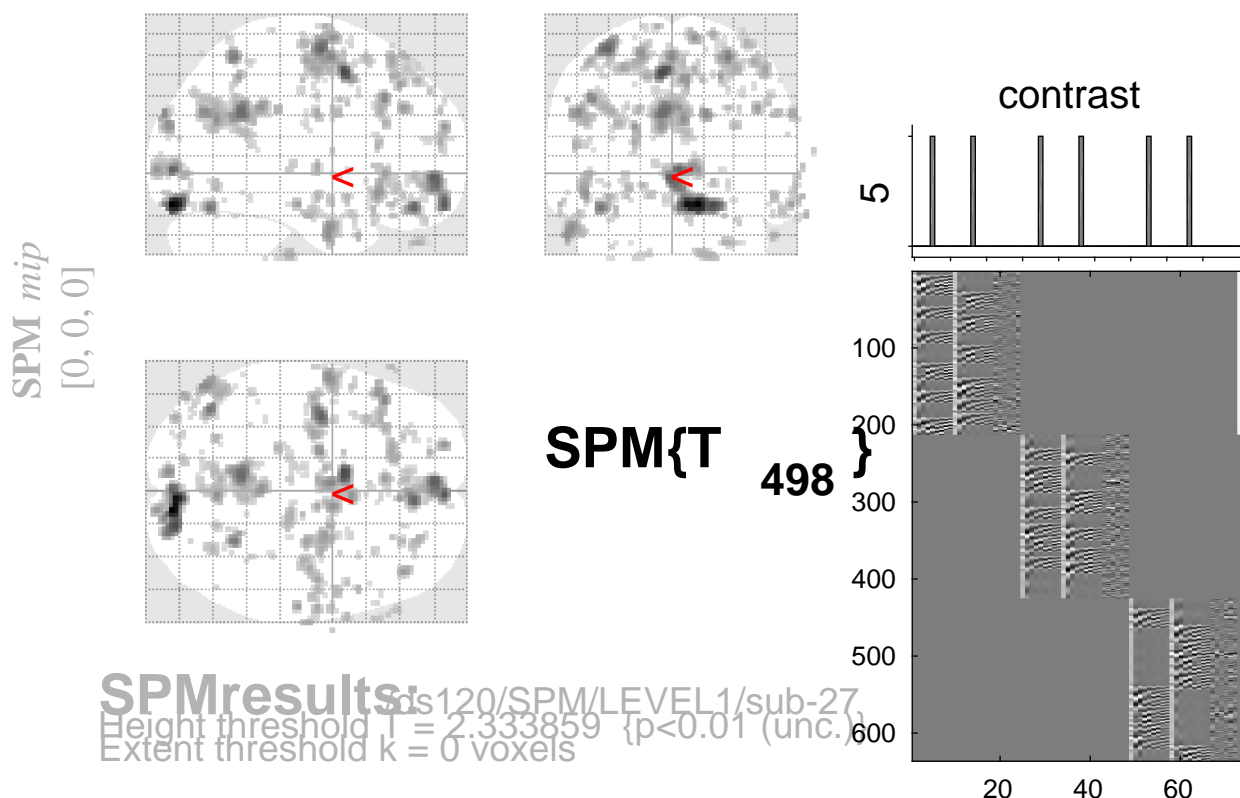 SPM mip
[0, 0, 0]
<
<
<
SPM{T 498 }
SPMresults: /ds120/SPM/LEVEL1/sub-27
Height threshold T = 2.333859 {p<0.01 (unc.)}
Extent threshold k = 0 voxels
contrast
5
100
200
300
400
500
600
20 40 60